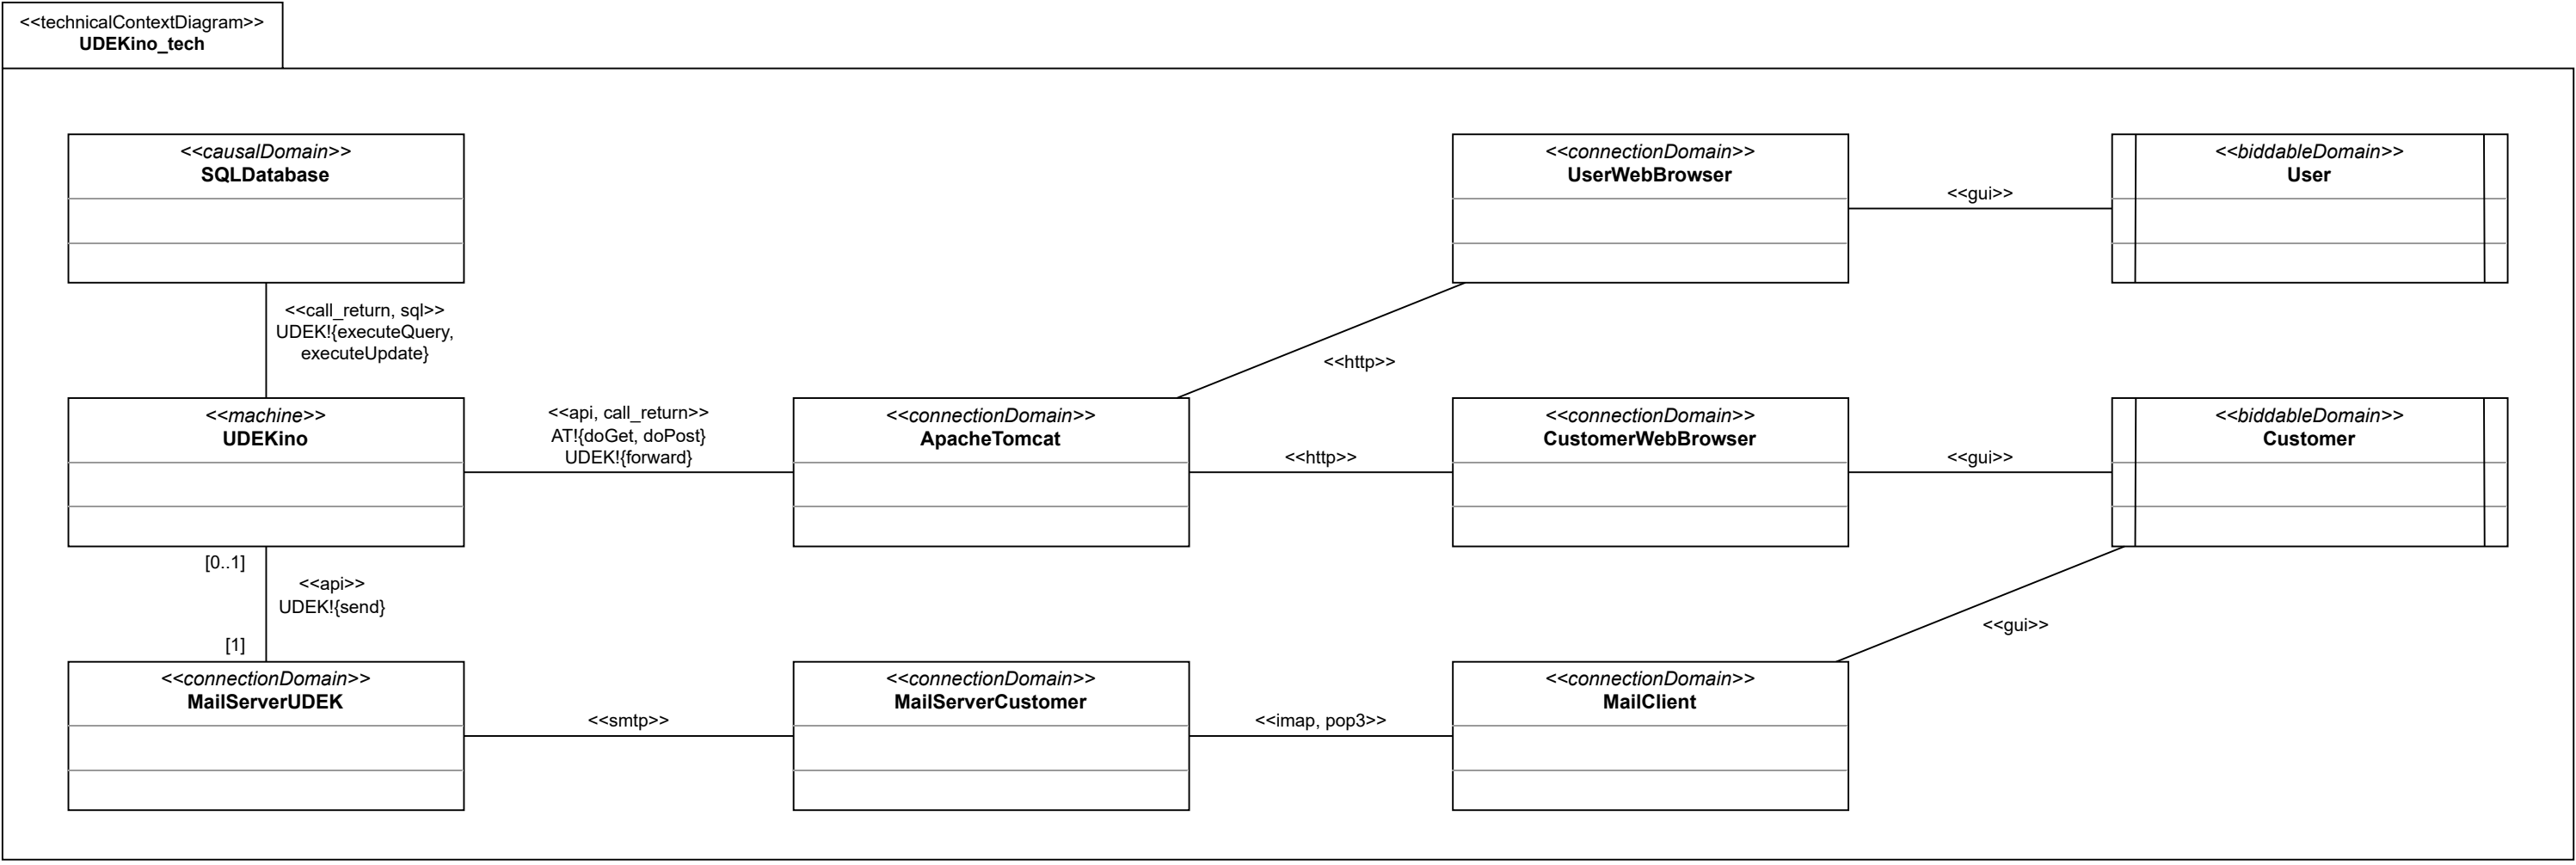 <<technicalContextDiagram>>
UDEKino_tech
<<causalDomain>>
SQLDatabase
<<connectionDomain>>
UserWebBrowser
<<gui>>
<<biddableDomain>>
User
<<call_return, sql>>
UDEK!{executeQuery,
executeUpdate}
<<http>>
<<machine>>
UDEKino
<<api, call_return>>
AT!{doGet, doPost}
UDEK!{forward}
<<connectionDomain>>
ApacheTomcat
<<http>>
<<connectionDomain>>
CustomerWebBrowser
<<gui>>
<<biddableDomain>>
Customer
[0..1]
<<api>>
UDEK!{send}
[1]
<<gui>>
<<connectionDomain>>
MailServerUDEK
<<smtp>>
<<connectionDomain>>
MailServerCustomer
<<imap, pop3>>
<<connectionDomain>>
MailClient